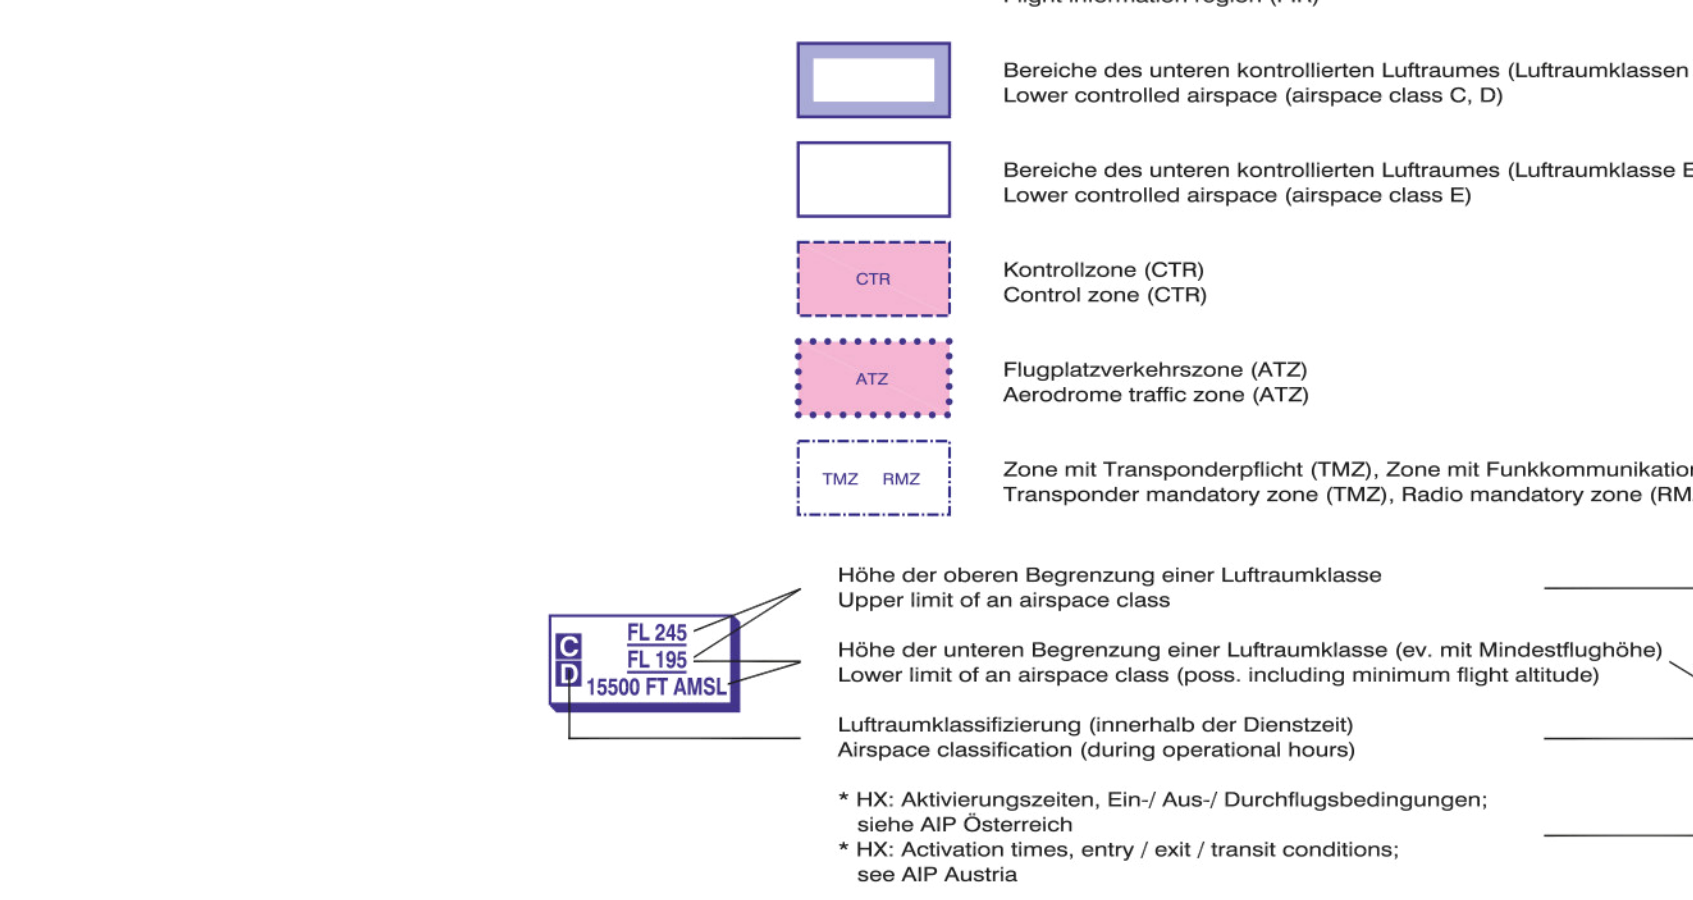 Flight information region (FIR)
Bereiche des unteren kontrollierten Luftraumes (Luftraumklassen
Lower controlled airspace (airspace class C, D)
Bereiche des unteren kontrollierten Luftraumes (Luftraumklasse E
Lower controlled airspace (airspace class E)
CTR
Kontrollzone (CTR)
Control zone (CTR)
ATZ
Flugplatzverkehrszone (ATZ)
Aerodrome traffic zone (ATZ)
TMZ RMZ
Zone mit Transponderpflicht (TMZ), Zone mit Funkkommunikation
Transponder mandatory zone (TMZ), Radio mandatory zone (RM
Höhe der oberen Begrenzung einer Luftraumklasse
Upper limit of an airspace class
C FL 245
FL 195
D 15500 FT AMSL
Höhe der unteren Begrenzung einer Luftraumklasse (ev. mit Mindestflughöhe)
Lower limit of an airspace class (poss. including minimum flight altitude)
Luftraumklassifizierung (innerhalb der Dienstzeit)
Airspace classification (during operational hours)
* HX: Aktivierungszeiten, Ein-/ Aus-/ Durchflugsbedingungen;
siehe AIP Österreich
* HX: Activation times, entry / exit / transit conditions;
see AIP Austria